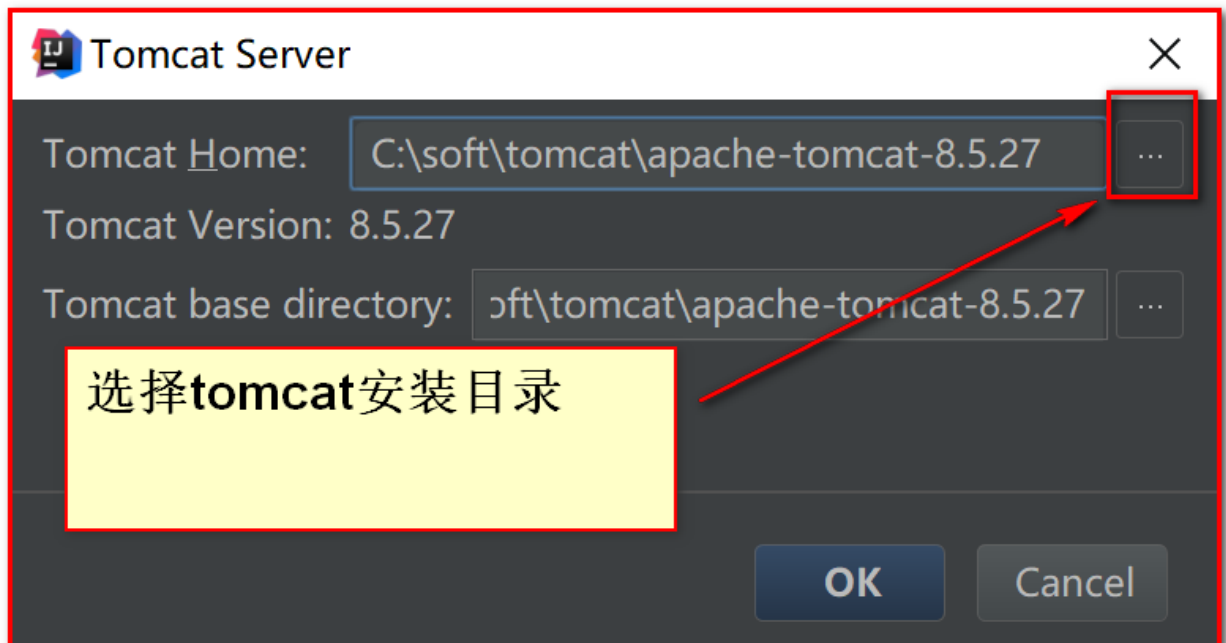 IJ
Tomcat Server
Tomcat Home: C:\soft\tomcat\apache-tomcat-8.5.27 ...
Tomcat Version: 8.5.27
Tomcat base directory: oft\tomcat\apache-tomcat-8.5.27 ...
选择tomcat安装目录
OK Cancel